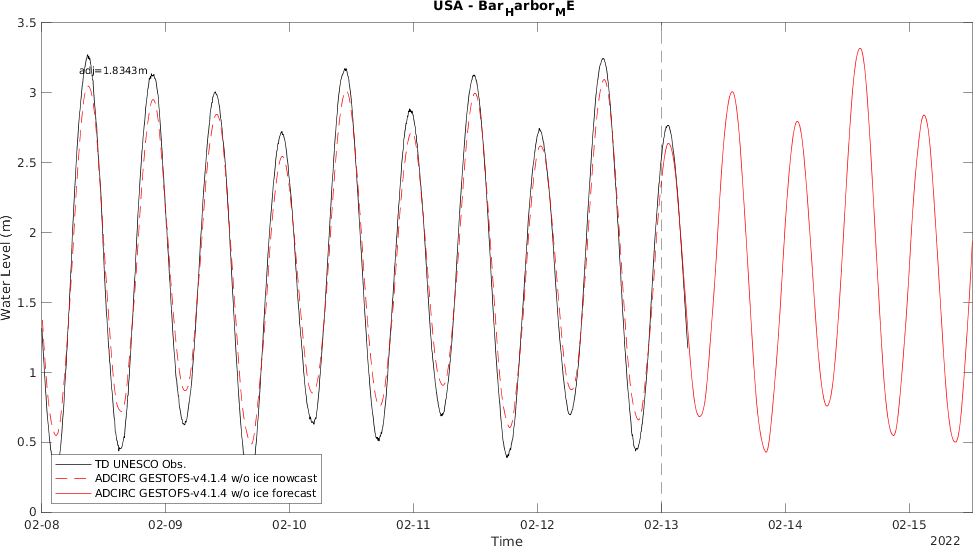 USA - Bar_Harbor_ME
3.5
adj=1.8343m
3
2.5
2
1.5
1
0.5
0
Water Level (m)
TD UNESCO Obs.
ADCIRC GESTOFS-v4.1.4 w/o ice nowcast
ADCIRC GESTOFS-v4.1.4 w/o ice forecast
02-08 02-09 02-10 02-11 02-12 02-13 02-14 02-15
Time
2022